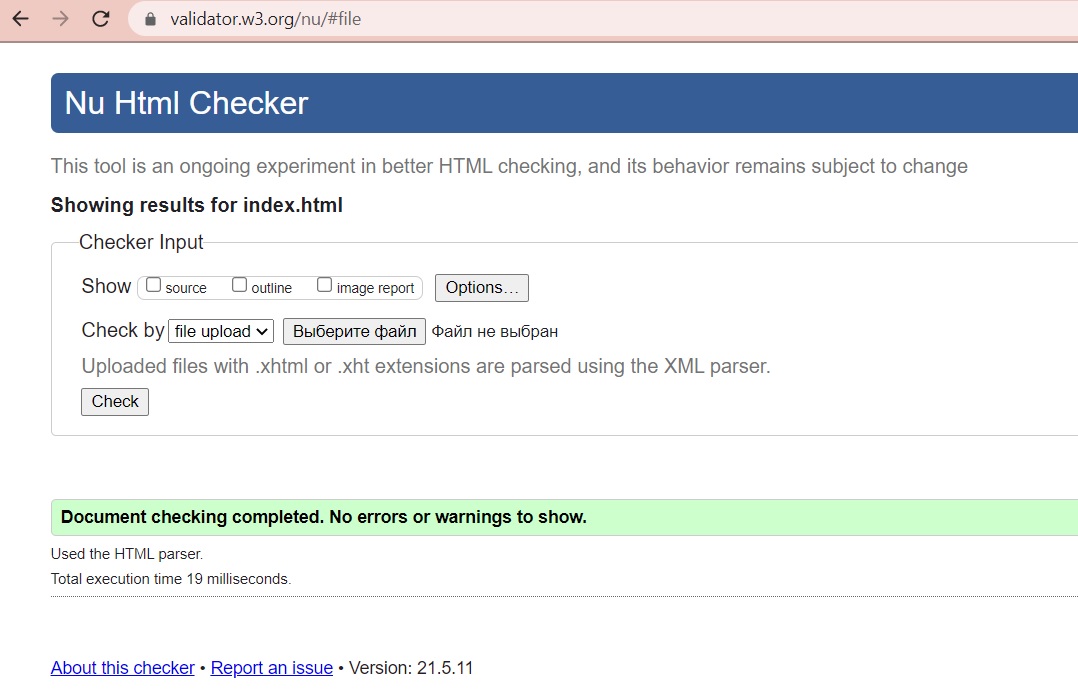 validator.w3.org/nu/#file
Nu Html Checker
This tool is an ongoing experiment in better HTML checking, and its behavior remains subject to change
Showing results for index.html
Checker Input
Show source outline image report Options...
Check by file upload Выберите файл Файл не выбран
Uploaded files with .xhtml or .xht extensions are parsed using the XML parser.
Check
Document checking completed. No errors or warnings to show.
Used the HTML parser.
Total execution time 19 milliseconds.
About this checker • Report an issue • Version: 21.5.11